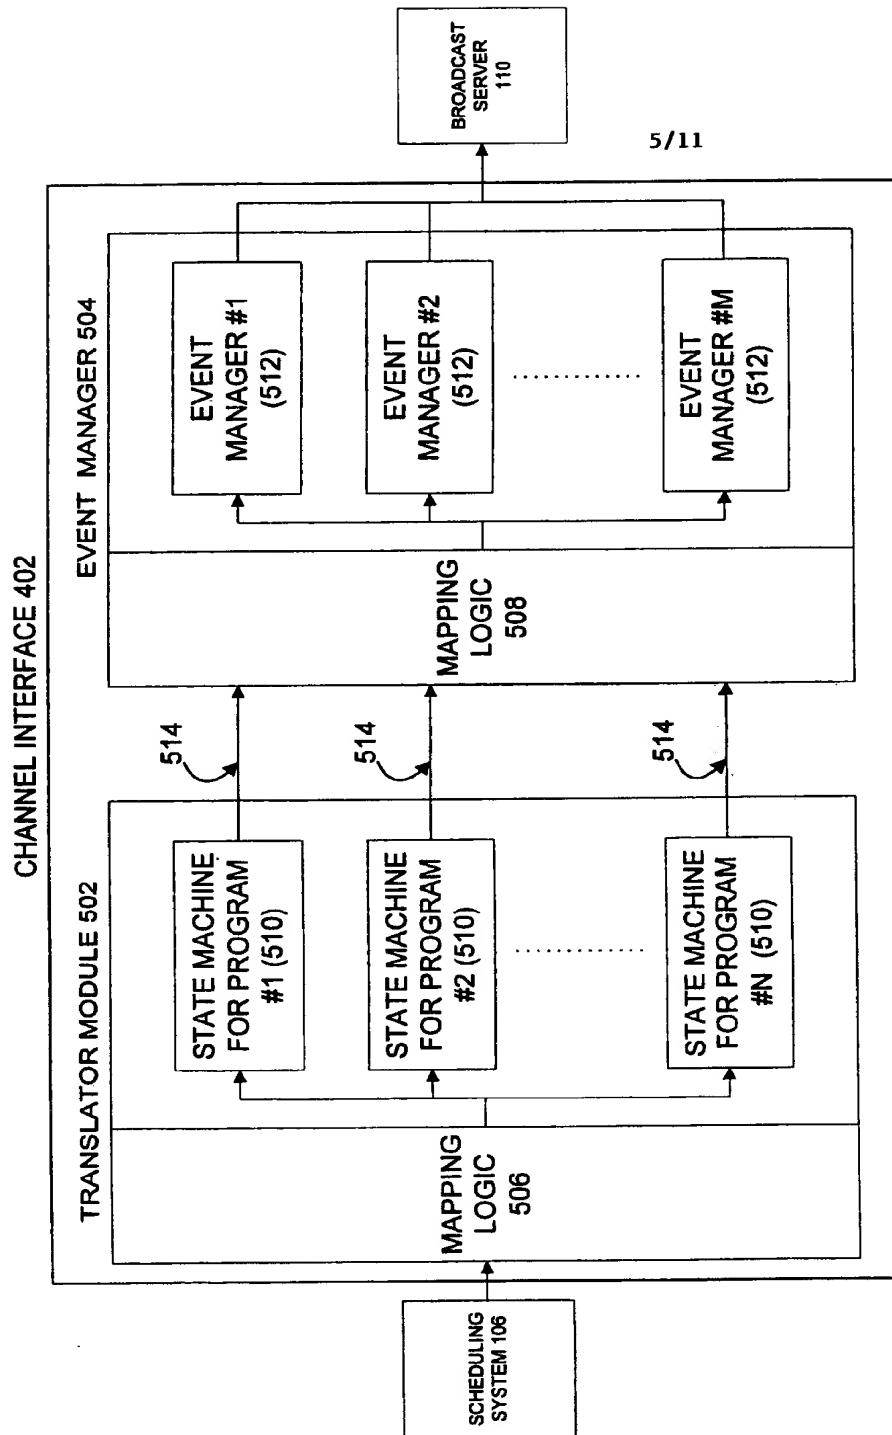 5/11
CHANNEL INTERFACE 402
TRANSLATOR MODULE 502
EVENT MANAGER 504
SCHEDULING
SYSTEM 106
MAPPING
LOGIC
506
STATE MACHINE
FOR PROGRAM
#1 (510)
STATE MACHINE
FOR PROGRAM
#2 (510)
STATE MACHINE
FOR PROGRAM
#N (510)
514
514
514
MAPPING
LOGIC
508
EVENT
MANAGER #1
(512)
EVENT
MANAGER #2
(512)
EVENT
MANAGER #M
(512)
BROADCAST
SERVER
110